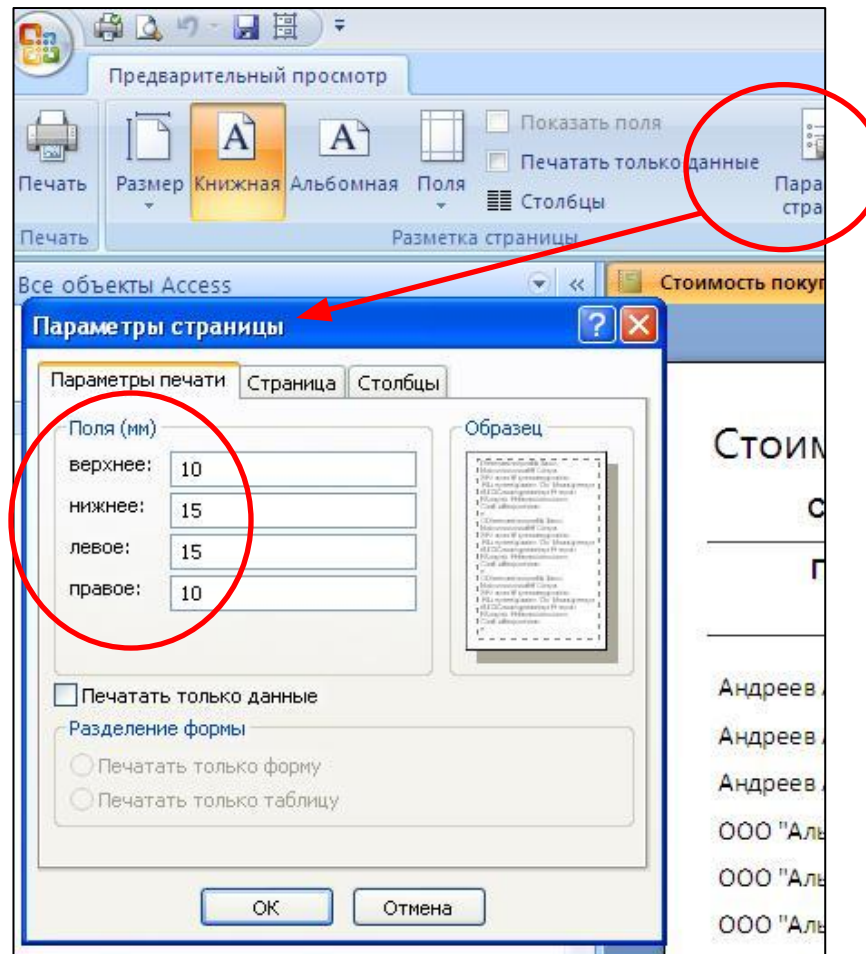 Предварительный просмотр
Показать поля
Печатать только данные
Столбцы
Печать Размер Книжная Альбомная Поля
Пара
стра
Печать Разметка страницы
Все объекты Access
Стоимость покуп
Параметры страницы
Параметры печати Страница Столбцы
Поля (мм) Образец
верхнее: 10
нижнее: 15
левое: 15
правое: 10
Печатать только данные
Разделение формы
Печатать только форму
Печатать только таблицу
ОК Отмена
Стоим
С
П
Андреев
Андреев
Андреев
ООО "Аль
ООО "Аль
ООО "Аль